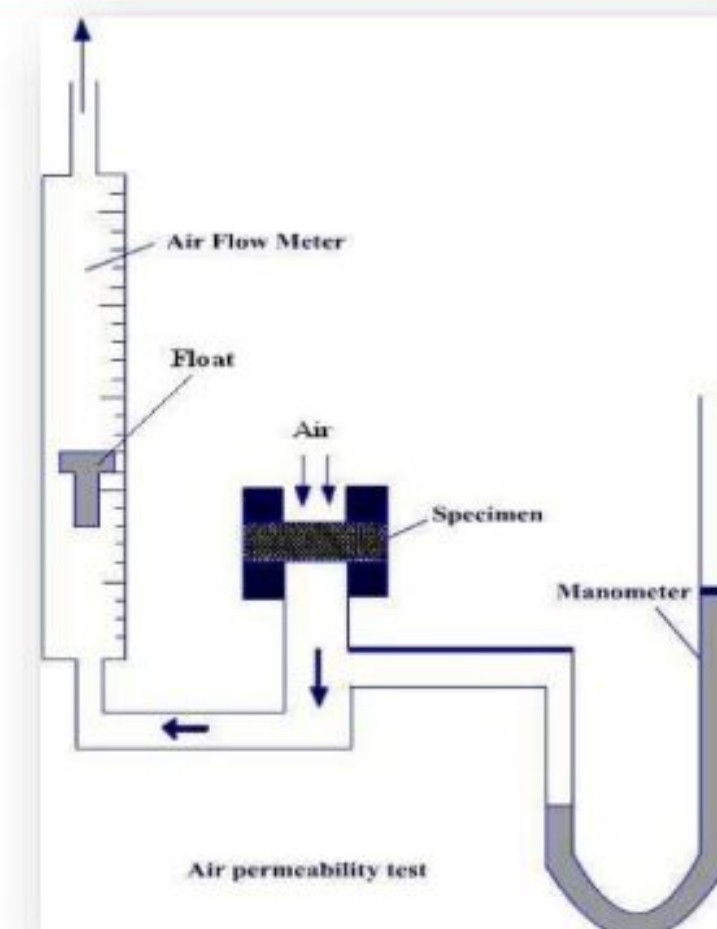 Air Flow Meter
Float
Air
Specimen
Manometer
Air permeability test